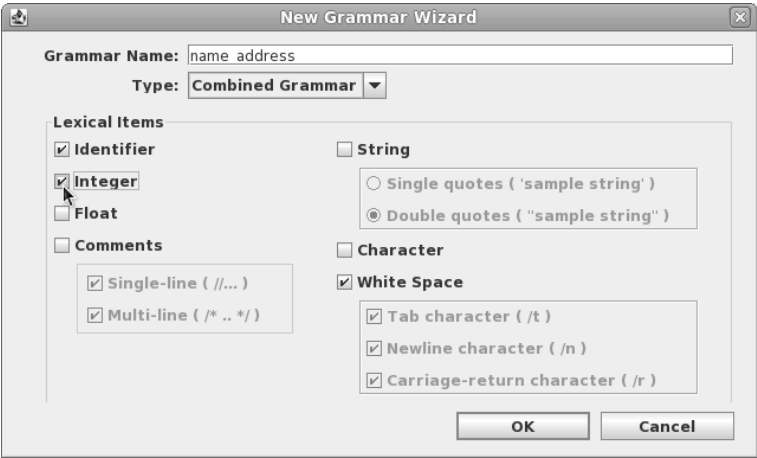 New Grammar Wizard
Grammar Name: name address
Type: Combined Grammar
Lexical Items
Identifier
Integer
Float
Comments
Single-line ( //... )
Multi-line ( /* .. */ )
String
Single quotes ( 'sample string' )
Double quotes ( "sample string" )
Character
White Space
Tab character ( /t )
Newline character ( /n )
Carriage-return character ( /r )
OK Cancel